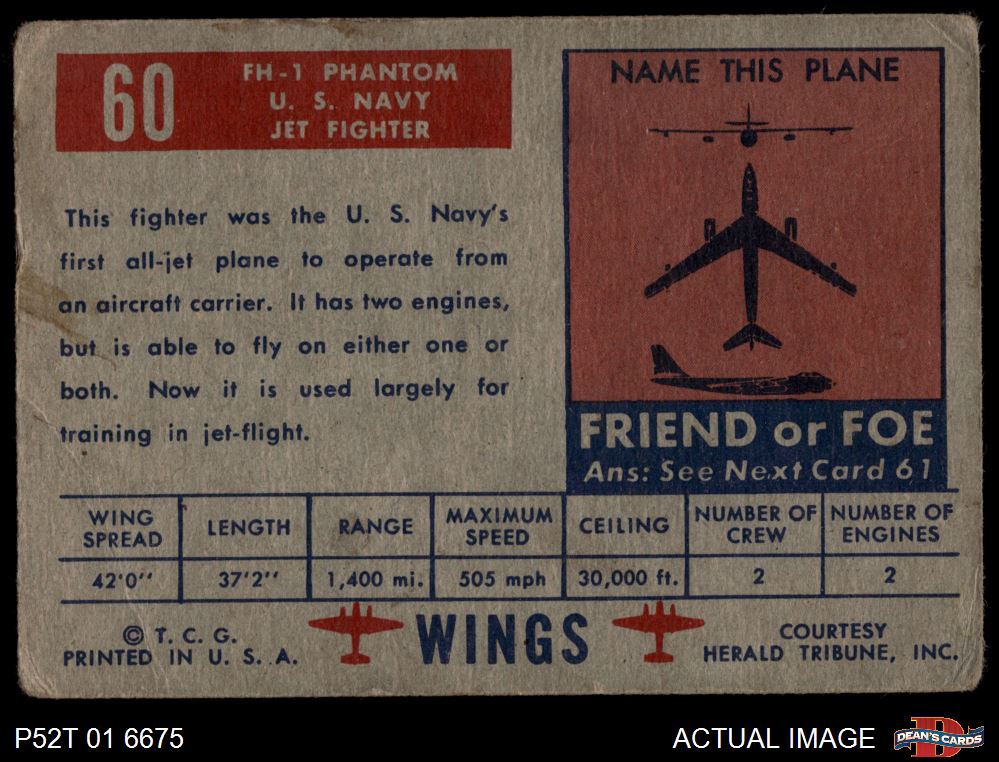 60
FH-1 PHANTOM
U. S. NAVY
JET FIGHTER
This fighter was the U. S. Navy's
first all-jet plane to operate from
an aircraft carrier. It has two engines,
but is able to fly on either one or
both. Now it is used largely for
training in jet-flight.
NAME THIS PLANE
FRIEND or FOE
Ans: See Next Card 61
WING SPREAD
LENGTH
RANGE
MAXIMUM SPEED
CEILING
NUMBER OF CREW
NUMBER OF ENGINES
42'0''
37'2''
1,400 mi.
505 mph
30,000 ft.
2
2
© T. C. G.
PRINTED IN U. S. A.
WINGS
COURTESY
HERALD TRIBUNE, INC.
P52T 01 6675
ACTUAL IMAGE
DEAN'S CARDS